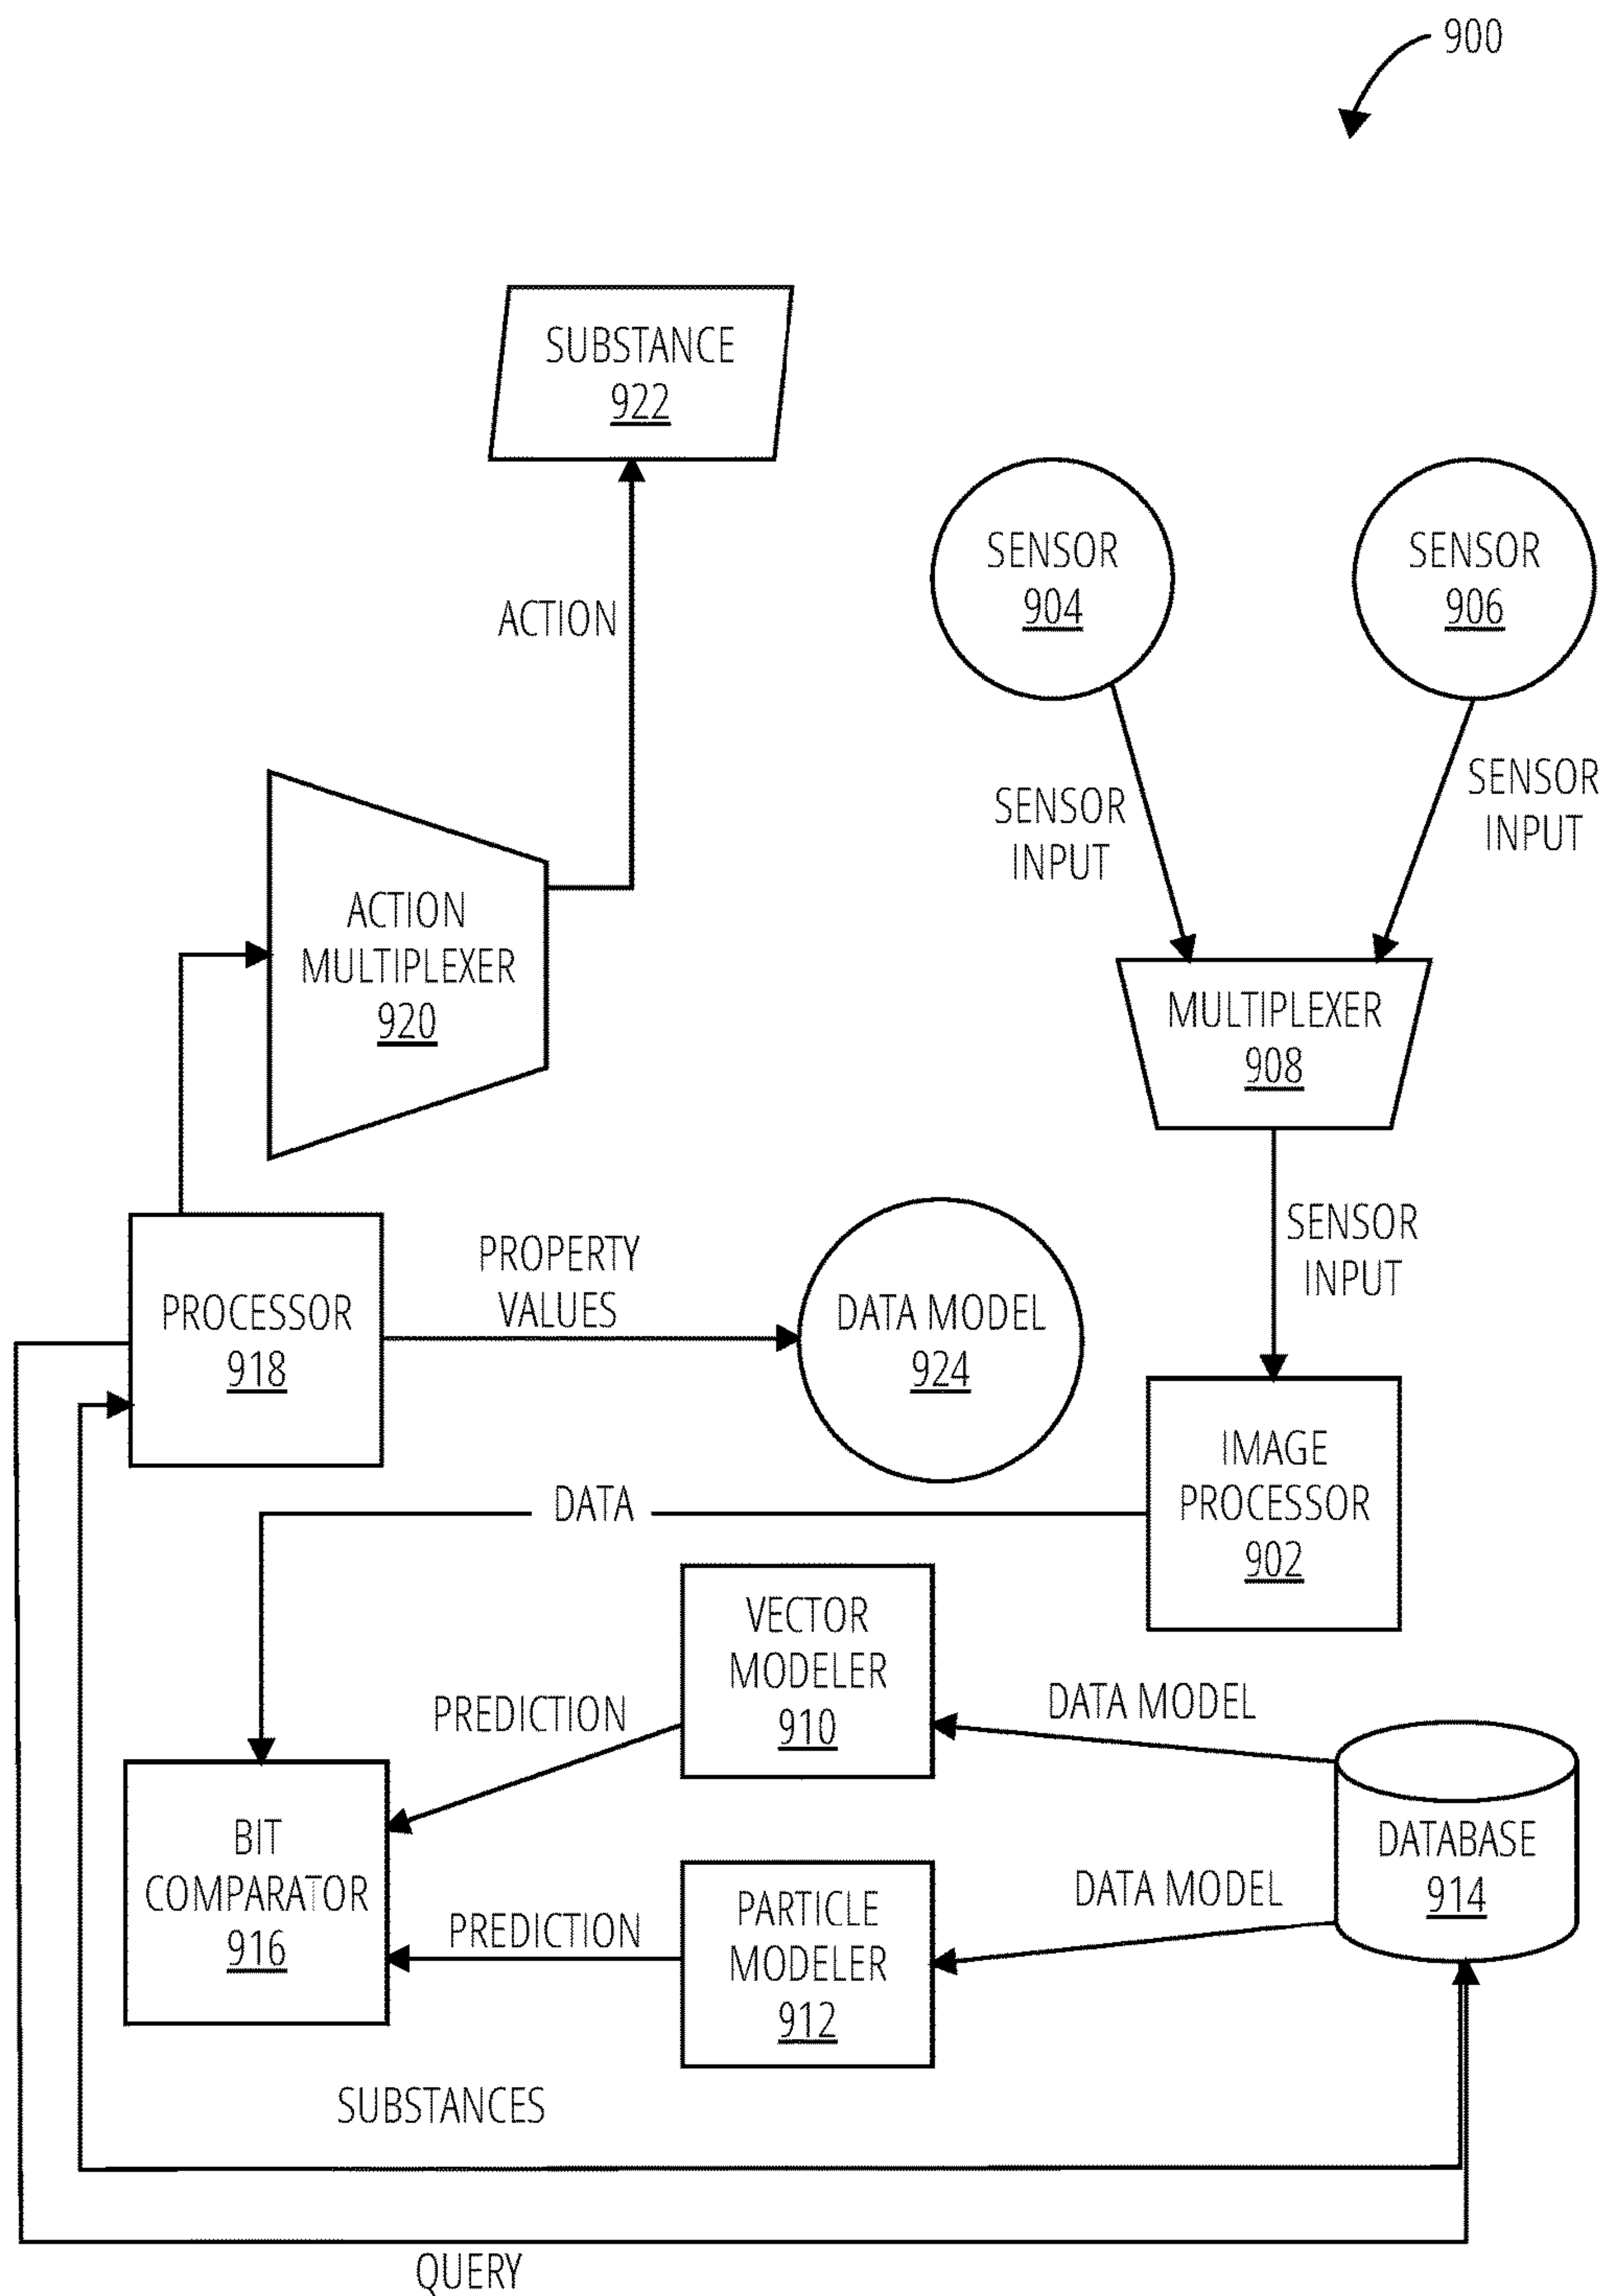 900
SUBSTANCE
922
SENSOR
904
SENSOR
906
ACTION
SENSOR
INPUT
SENSOR
INPUT
ACTION
MULTIPLEXER
920
MULTIPLEXER
908
SENSOR
INPUT
PROPERTY
VALUES
PROCESSOR
918
DATA MODEL
924
IMAGE
PROCESSOR
902
DATA
VECTOR
MODELER
910
PREDICTION
DATA MODEL
BIT
COMPARATOR
916
DATABASE
914
PREDICTION
PARTICLE
MODELER
912
DATA MODEL
SUBSTANCES
QUERY